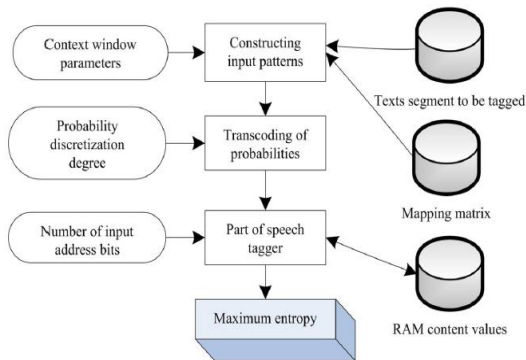 Context window
parameters
Constructing
input patterns
Texts segment to be tagged
Probability
discretization
degree
Transcoding of
probabilities
Mapping matrix
Number of input
address bits
Part of speech
tagger
RAM content values
Maximum entropy